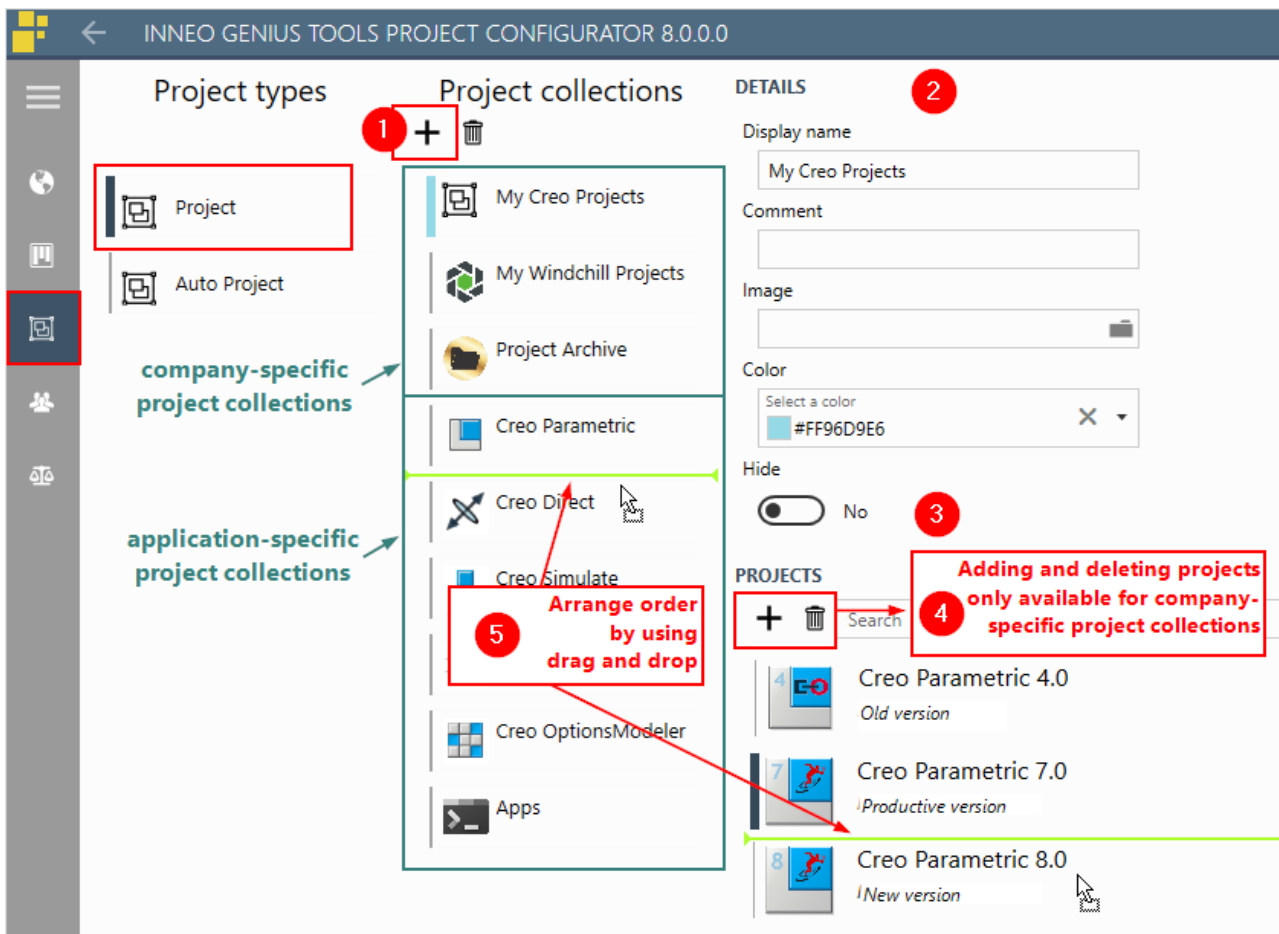 INNEO GENIUS TOOLS PROJECT CONFIGURATOR 8.0.0.0
Project types
Project
Auto Project
company-specific
project collections
application-specific
project collections
Project collections
1
My Creo Projects
My Windchill Projects
Project Archive
Creo Parametric
Creo Direct
Creo Simulate
5
Arrange order
by using
drag and drop
Creo OptionsModeler
Apps
DETAILS
2
Display name
My Creo Projects
Comment
Image
Color
Select a color
#FF96D9E6
Hide
No
3
PROJECTS
Search
4
Adding and deleting projects
only available for company-
specific project collections
4
Creo Parametric 4.0
Old version
7
Creo Parametric 7.0
Productive version
8
Creo Parametric 8.0
New version